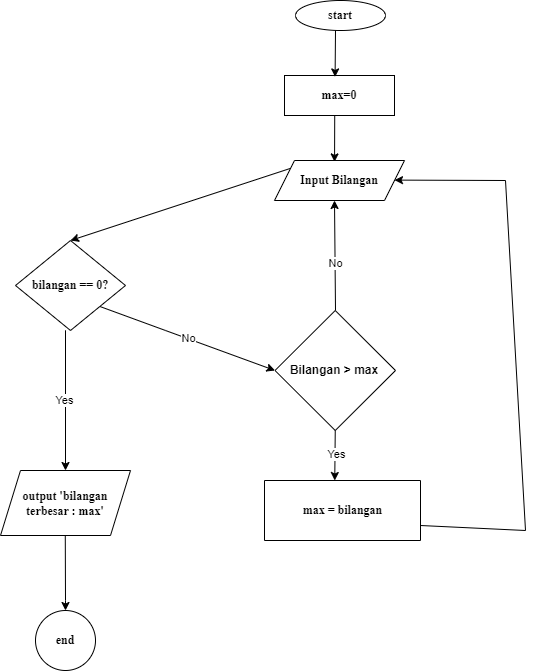 start
max=0
Input Bilangan
bilangan == 0?
No
No
Bilangan > max
Yes
Yes
output 'bilangan
terbesar : max'
max = bilangan
end